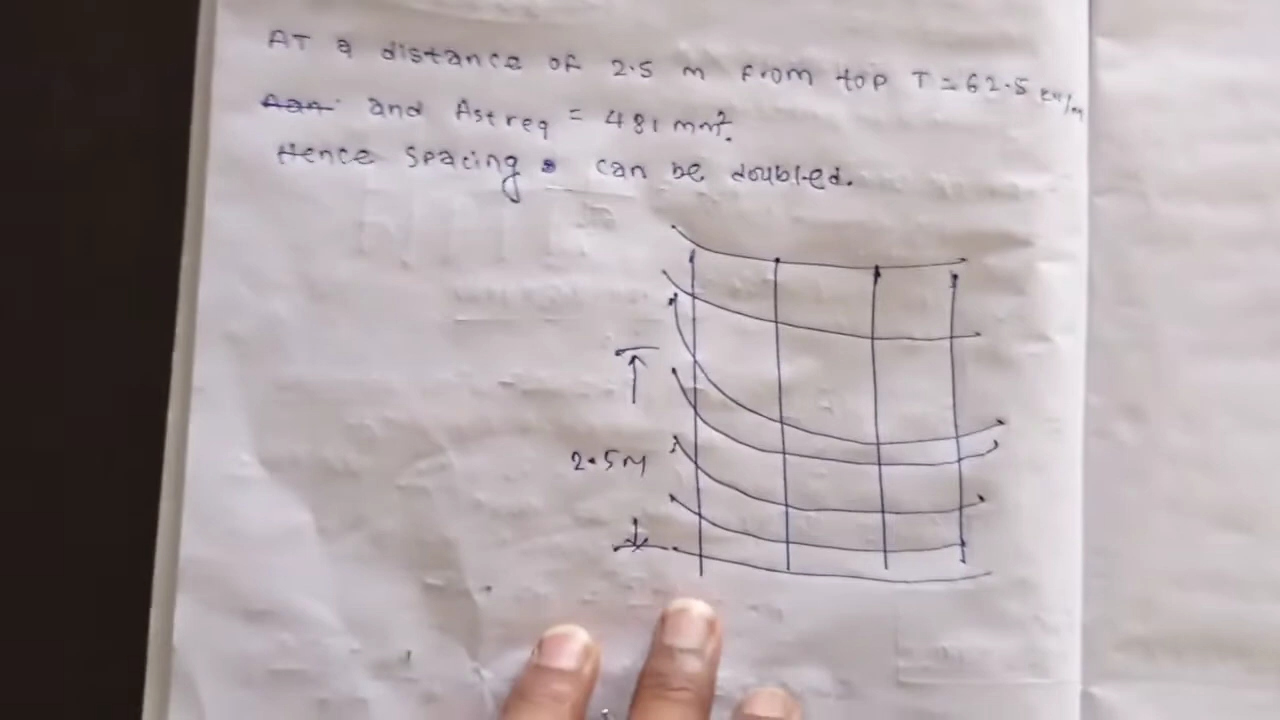 AT a distance of 2.5 m from top T = 62.5 kN/m
and Ast req = 481 mm².
Hence spacing can be doubled.
2.5M